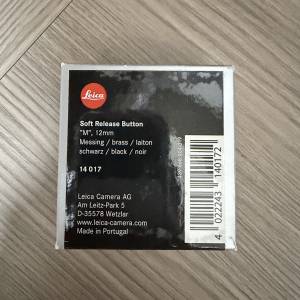 Leica
Soft Release Button
"M", 12mm
Messing / brass / laiton
schwarz / black / noir
14 017
Leica Camera AG
Am Leitz-Park 5
D-35578 Wetzlar
www.leica-camera.com
Made in Portugal
4 022243 140172